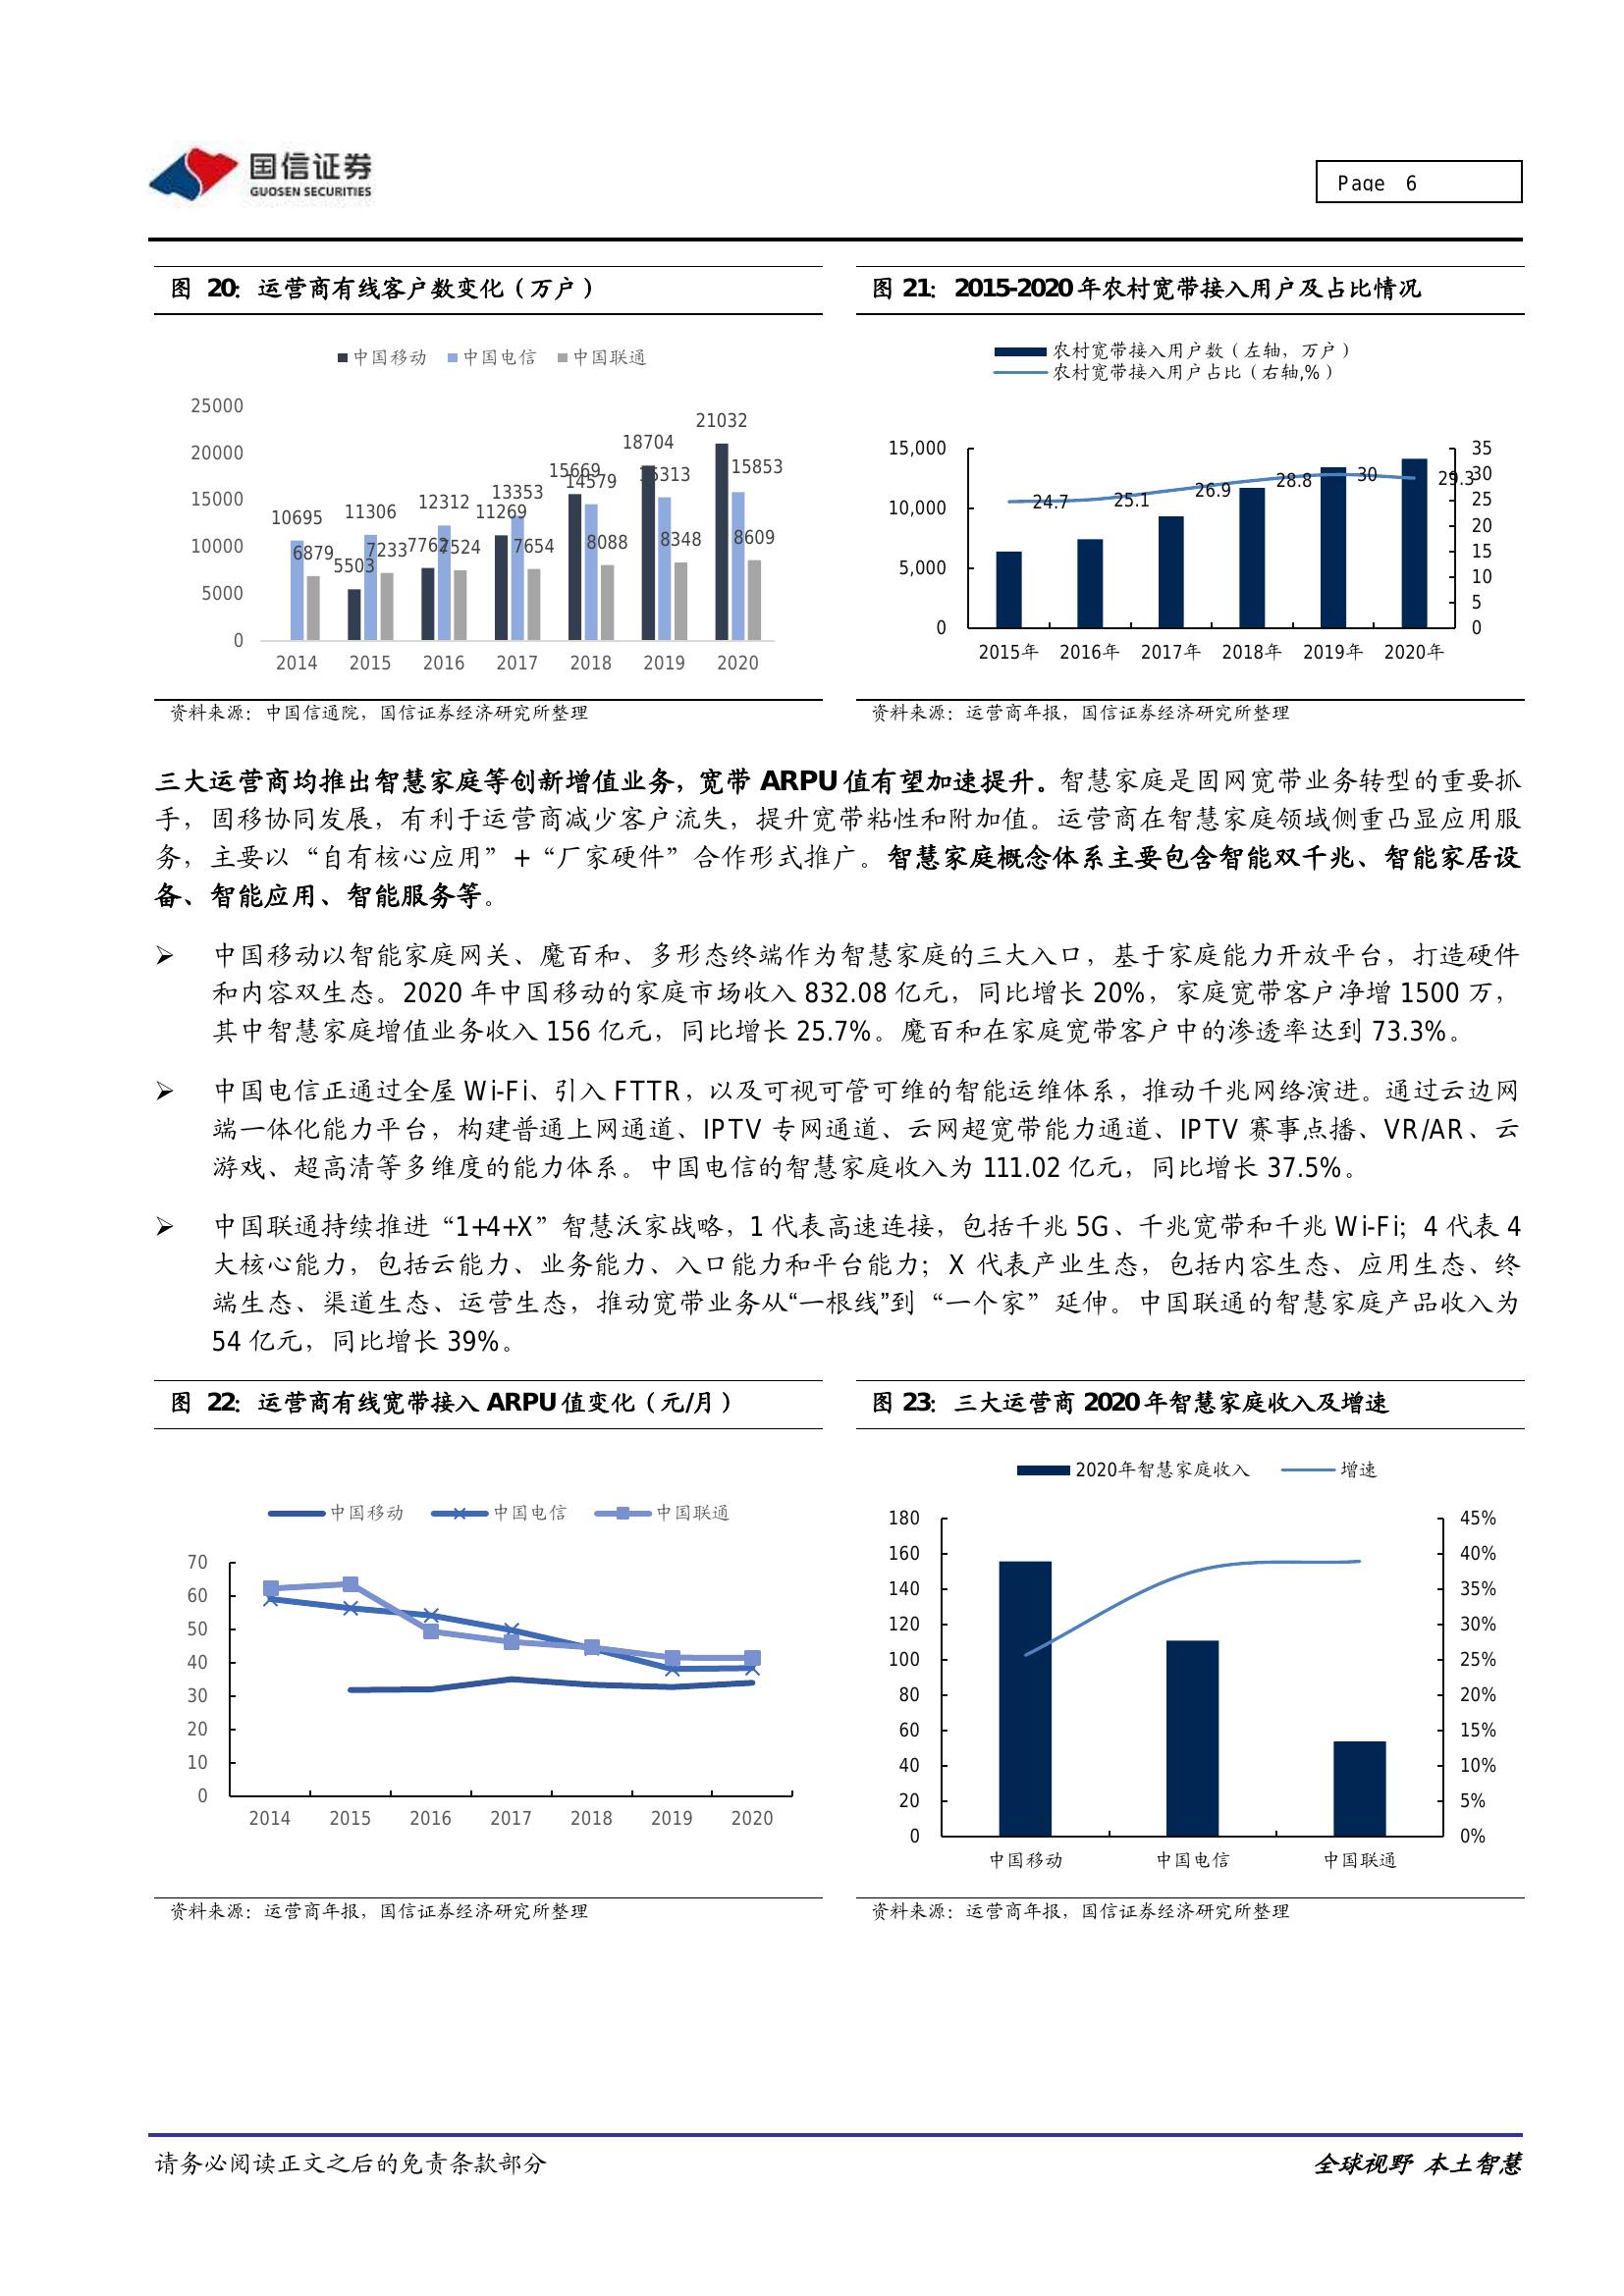 国信证券
GUOSEN SECURITIES
Page 6
图 20：运营商有线客户数变化（万户）
中国移动 中国电信 中国联通
25000
20000
15000
10000
5000
0
10695
6879
5503
11306
7233
7762
12312
7524
11269
13353
7654
15669
14579
8088
18704
15313
8348
21032
15853
8609
2014 2015 2016 2017 2018 2019 2020
资料来源：中国信通院，国信证券经济研究所整理
图 21：2015-2020 年农村宽带接入用户及占比情况
农村宽带接入用户数（左轴，万户）
农村宽带接入用户占比（右轴,%）
15,000
10,000
5,000
0
24.7 25.1 26.9 28.8 30 29.3
35
30
25
20
15
10
5
0
2015年 2016年 2017年 2018年 2019年 2020年
资料来源：运营商年报，国信证券经济研究所整理
三大运营商均推出智慧家庭等创新增值业务，宽带 ARPU 值有望加速提升。智慧家庭是固网宽带业务转型的重要抓
手，固移协同发展，有利于运营商减少客户流失，提升宽带粘性和附加值。运营商在智慧家庭领域侧重凸显应用服
务，主要以“自有核心应用”+“厂家硬件”合作形式推广。智慧家庭概念体系主要包含智能双千兆、智能家居设
备、智能应用、智能服务等。
➢ 中国移动以智能家庭网关、魔百和、多形态终端作为智慧家庭的三大入口，基于家庭能力开放平台，打造硬件
和内容双生态。2020 年中国移动的家庭市场收入 832.08 亿元，同比增长 20%，家庭宽带客户净增 1500 万，
其中智慧家庭增值业务收入 156 亿元，同比增长 25.7%。魔百和在家庭宽带客户中的渗透率达到 73.3%。
➢ 中国电信正通过全屋 Wi-Fi、引入 FTTR，以及可视可管可维的智能运维体系，推动千兆网络演进。通过云边网
端一体化能力平台，构建普通上网通道、IPTV 专网通道、云网超宽带能力通道、IPTV 赛事点播、VR/AR、云
游戏、超高清等多维度的能力体系。中国电信的智慧家庭收入为 111.02 亿元，同比增长 37.5%。
➢ 中国联通持续推进“1+4+X”智慧沃家战略，1 代表高速连接，包括千兆 5G、千兆宽带和千兆 Wi-Fi；4 代表 4
大核心能力，包括云能力、业务能力、入口能力和平台能力；X 代表产业生态，包括内容生态、应用生态、终
端生态、渠道生态、运营生态，推动宽带业务从“一根线”到“一个家”延伸。中国联通的智慧家庭产品收入为
54 亿元，同比增长 39%。
图 22：运营商有线宽带接入 ARPU 值变化（元/月）
中国移动 中国电信 中国联通
70
60
50
40
30
20
10
0
2014 2015 2016 2017 2018 2019 2020
资料来源：运营商年报，国信证券经济研究所整理
图 23：三大运营商 2020 年智慧家庭收入及增速
2020年智慧家庭收入 增速
180
160
140
120
100
80
60
40
20
0
45%
40%
35%
30%
25%
20%
15%
10%
5%
0%
中国移动 中国电信 中国联通
资料来源：运营商年报，国信证券经济研究所整理
请务必阅读正文之后的免责条款部分
全球视野 本土智慧